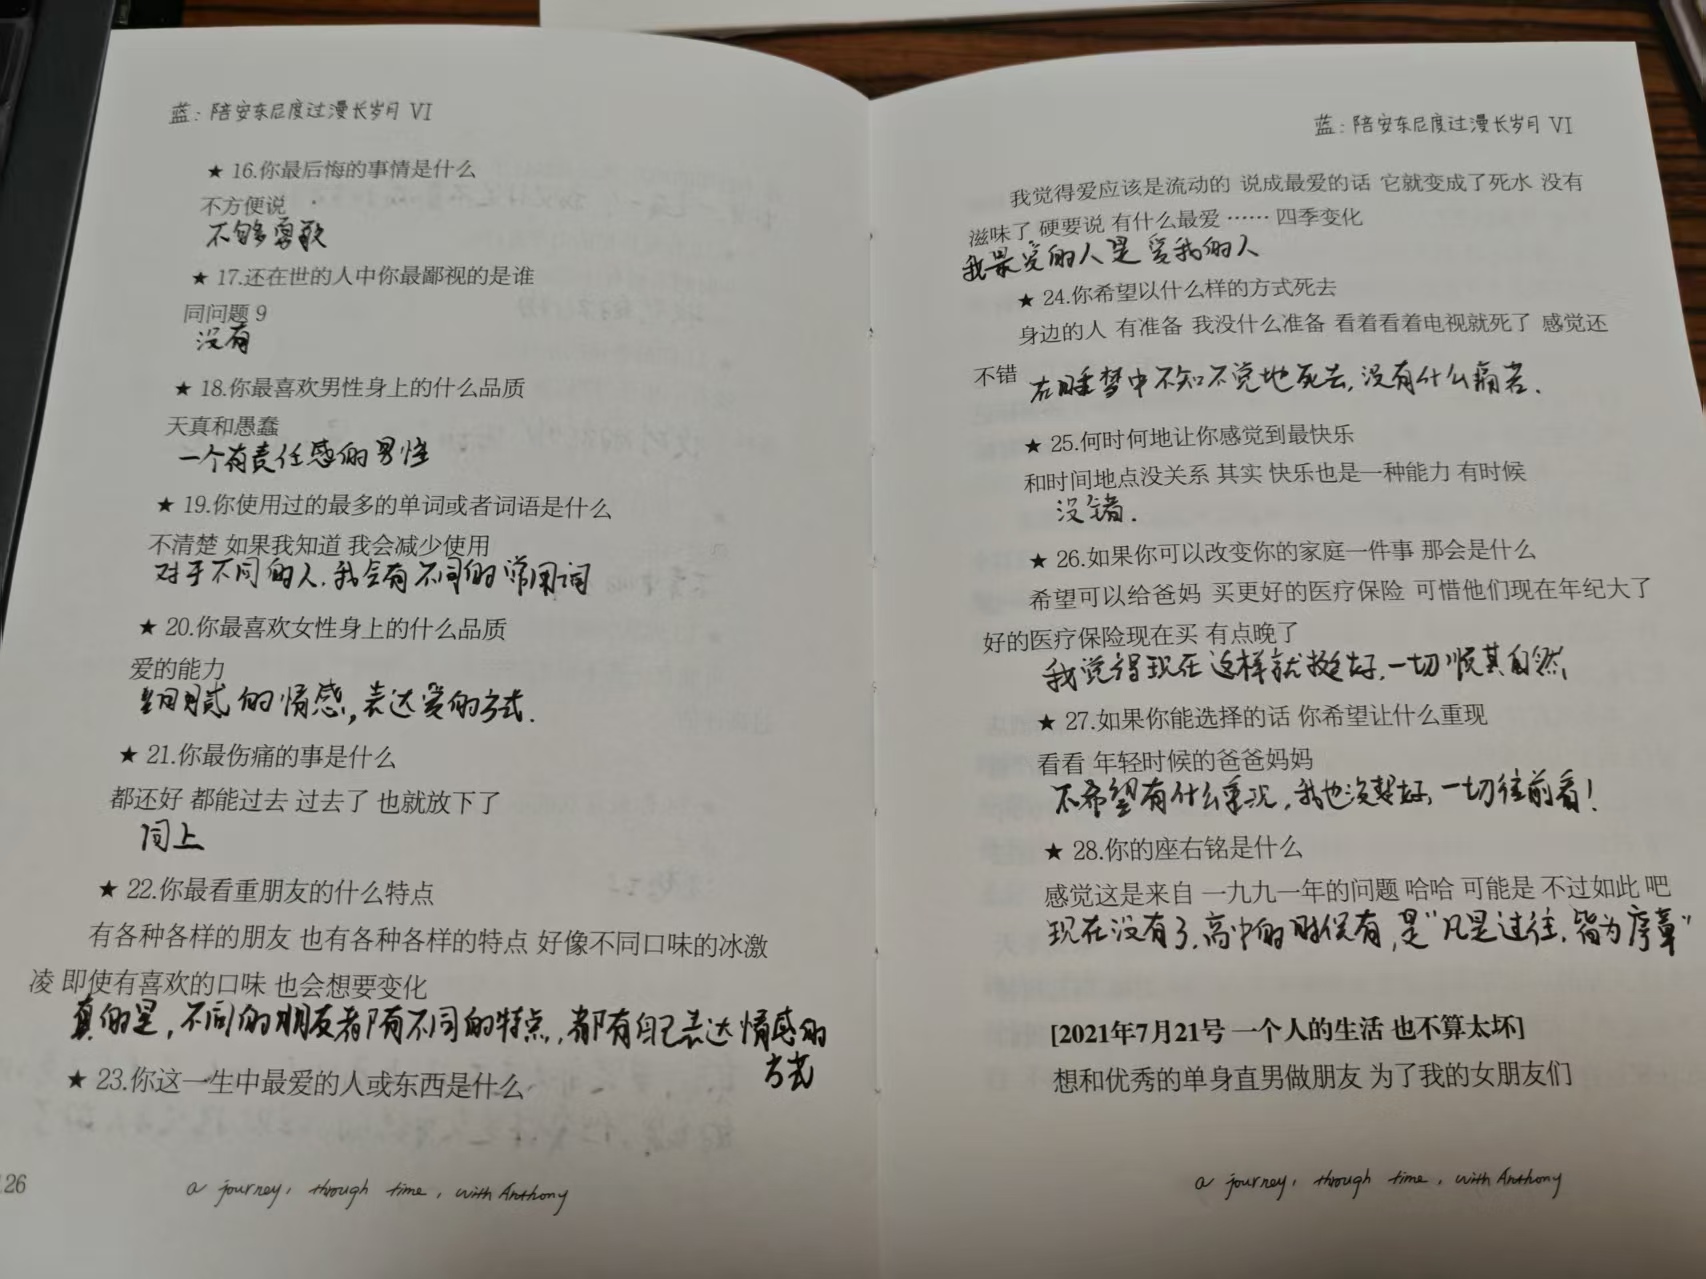 蓝：陪安东尼度过漫长岁月 VI
★ 16.你最后悔的事情是什么
不方便说
不够勇敢
★ 17.还在世的人中你最鄙视的是谁
同问题 9
没有
★ 18.你最喜欢男性身上的什么品质
天真和愚蠢
一个有责任感的男性
★ 19.你使用过的最多的单词或者词语是什么
不清楚 如果我知道 我会减少使用
对于不同的人，我会有不同的常用词
★ 20.你最喜欢女性身上的什么品质
爱的能力
细腻的情感，表达爱的方式.
★ 21.你最伤痛的事是什么
都还好 都能过去 过去了 也就放下了
同上
★ 22.你最看重朋友的什么特点
有各种各样的朋友 也有各种各样的特点 好像不同口味的冰激
凌 即使有喜欢的口味 也会想要变化
真的是，不同的朋友都有不同的特点，都有自己表达情感的
方式
★ 23.你这一生中最爱的人或东西是什么
126
a journey, through time, with Anthony
蓝：陪安东尼度过漫长岁月 VI
我觉得爱应该是流动的 说成最爱的话 它就变成了死水 没有
滋味了 硬要说 有什么最爱 …… 四季变化
我最爱的人是爱我的人
★ 24.你希望以什么样的方式死去
身边的人 有准备 我没什么准备 看着看着电视就死了 感觉还
不错
在睡梦中不知不觉地死去，没有什么痛苦.
★ 25.何时何地让你感觉到最快乐
和时间地点没关系 其实 快乐也是一种能力 有时候
没错.
★ 26.如果你可以改变你的家庭一件事 那会是什么
希望可以给爸妈 买更好的医疗保险 可惜他们现在年纪大了
好的医疗保险现在买 有点晚了
我觉得现在这样就挺好，一切顺其自然
★ 27.如果你能选择的话 你希望让什么重现
看看 年轻时候的爸爸妈妈
不希望有什么重现，我也没想好，一切往前看！
★ 28.你的座右铭是什么
感觉这是来自 一九九一年的问题 哈哈 可能是 不过如此 吧
现在没有了，高中的时候有，是“凡是过往，皆为序章”
[2021年7月21号 一个人的生活 也不算太坏]
想和优秀的单身直男做朋友 为了我的女朋友们
a journey, through time, with Anthony